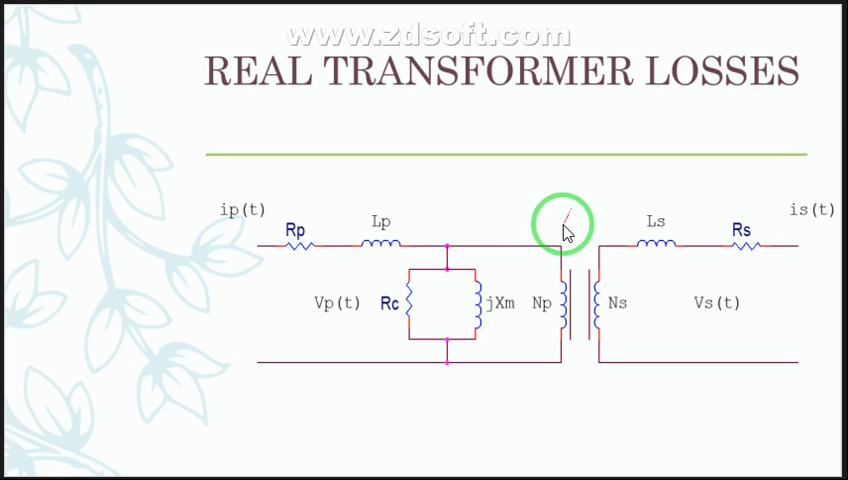 www.zdsoft.com
REAL TRANSFORMER LOSSES
ip(t) Lp Ls is(t)
Rp Rs
Vp(t) Rc jXm Np Ns Vs(t)